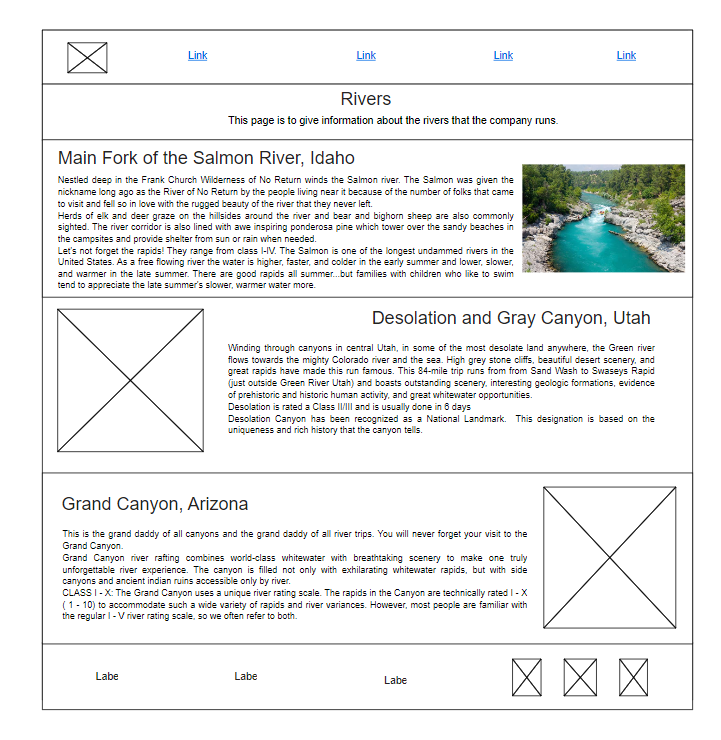 Link Link Link Link
Rivers
This page is to give information about the rivers that the company runs.
Main Fork of the Salmon River, Idaho
Nestled deep in the Frank Church Wilderness of No Return winds the Salmon river. The Salmon was given the
nickname long ago as the River of No Return by the people living near it because of the number of folks that came
to visit and fell so in love with the rugged beauty of the river that they never left.
Herds of elk and deer graze on the hillsides around the river and bear and bighorn sheep are also commonly
sighted. The river corridor is also lined with awe inspiring ponderosa pine which tower over the sandy beaches in
the campsites and provide shelter from sun or rain when needed.
Let's not forget the rapids! They range from class I-IV. The Salmon is one of the longest undammed rivers in the
United States. As a free flowing river the water is higher, faster, and colder in the early summer and lower, slower,
and warmer in the late summer. There are good rapids all summer...but families with children who like to swim
tend to appreciate the late summer's slower, warmer water more.
Desolation and Gray Canyon, Utah
Winding through canyons in central Utah, in some of the most desolate land anywhere, the Green river
flows towards the mighty Colorado river and the sea. High grey stone cliffs, beautiful desert scenery, and
great rapids have made this run famous. This 84-mile trip runs from from Sand Wash to Swaseys Rapid
(just outside Green River Utah) and boasts outstanding scenery, interesting geologic formations, evidence
of prehistoric and historic human activity, and great whitewater opportunities.
Desolation is rated a Class II/III and is usually done in 6 days
Desolation Canyon has been recognized as a National Landmark. This designation is based on the
uniqueness and rich history that the canyon tells.
Grand Canyon, Arizona
This is the grand daddy of all canyons and the grand daddy of all river trips. You will never forget your visit to the
Grand Canyon.
Grand Canyon river rafting combines world-class whitewater with breathtaking scenery to make one truly
unforgettable river experience. The canyon is filled not only with exhilarating whitewater rapids, but with side
canyons and ancient indian ruins accessible only by river.
CLASS I - X: The Grand Canyon uses a unique river rating scale. The rapids in the Canyon are technically rated I - X
( 1 - 10) to accommodate such a wide variety of rapids and river variances. However, most people are familiar with
the regular I - V river rating scale, so we often refer to both.
Labe Labe Labe